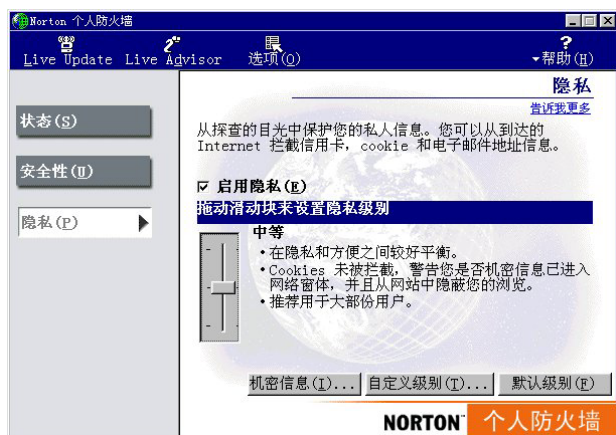 Norton 个人防火墙
Live Update Live Advisor 选项(O) 帮助(H)
隐私
告诉我更多
状态(S)
安全性(U)
隐私(P)
从探查的目光中保护您的私人信息。您可以从到达的
Internet 拦截信用卡，cookie 和电子邮件地址信息。
启用隐私(E)
拖动滑动块来设置隐私级别
中等
•在隐私和方便之间较好平衡。
•Cookies 未被拦截，警告您是否机密信息已进入
网络窗体，并且从网站中隐蔽您的浏览。
•推荐用于大部份用户。
机密信息(I)... 自定义级别(T)... 默认级别(F)
NORTON 个人防火墙